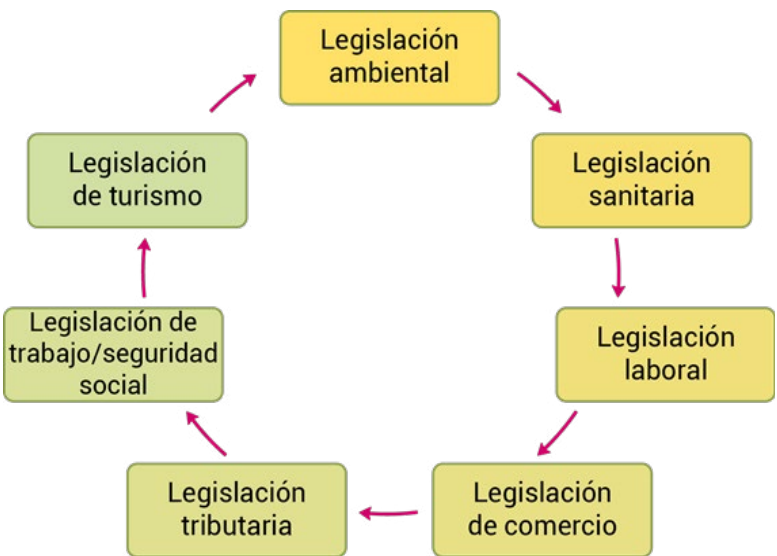 Legislación
ambiental
Legislación
sanitaria
Legislación
laboral
Legislación
de comercio
Legislación
tributaria
Legislación de
trabajo/seguridad
social
Legislación
de turismo